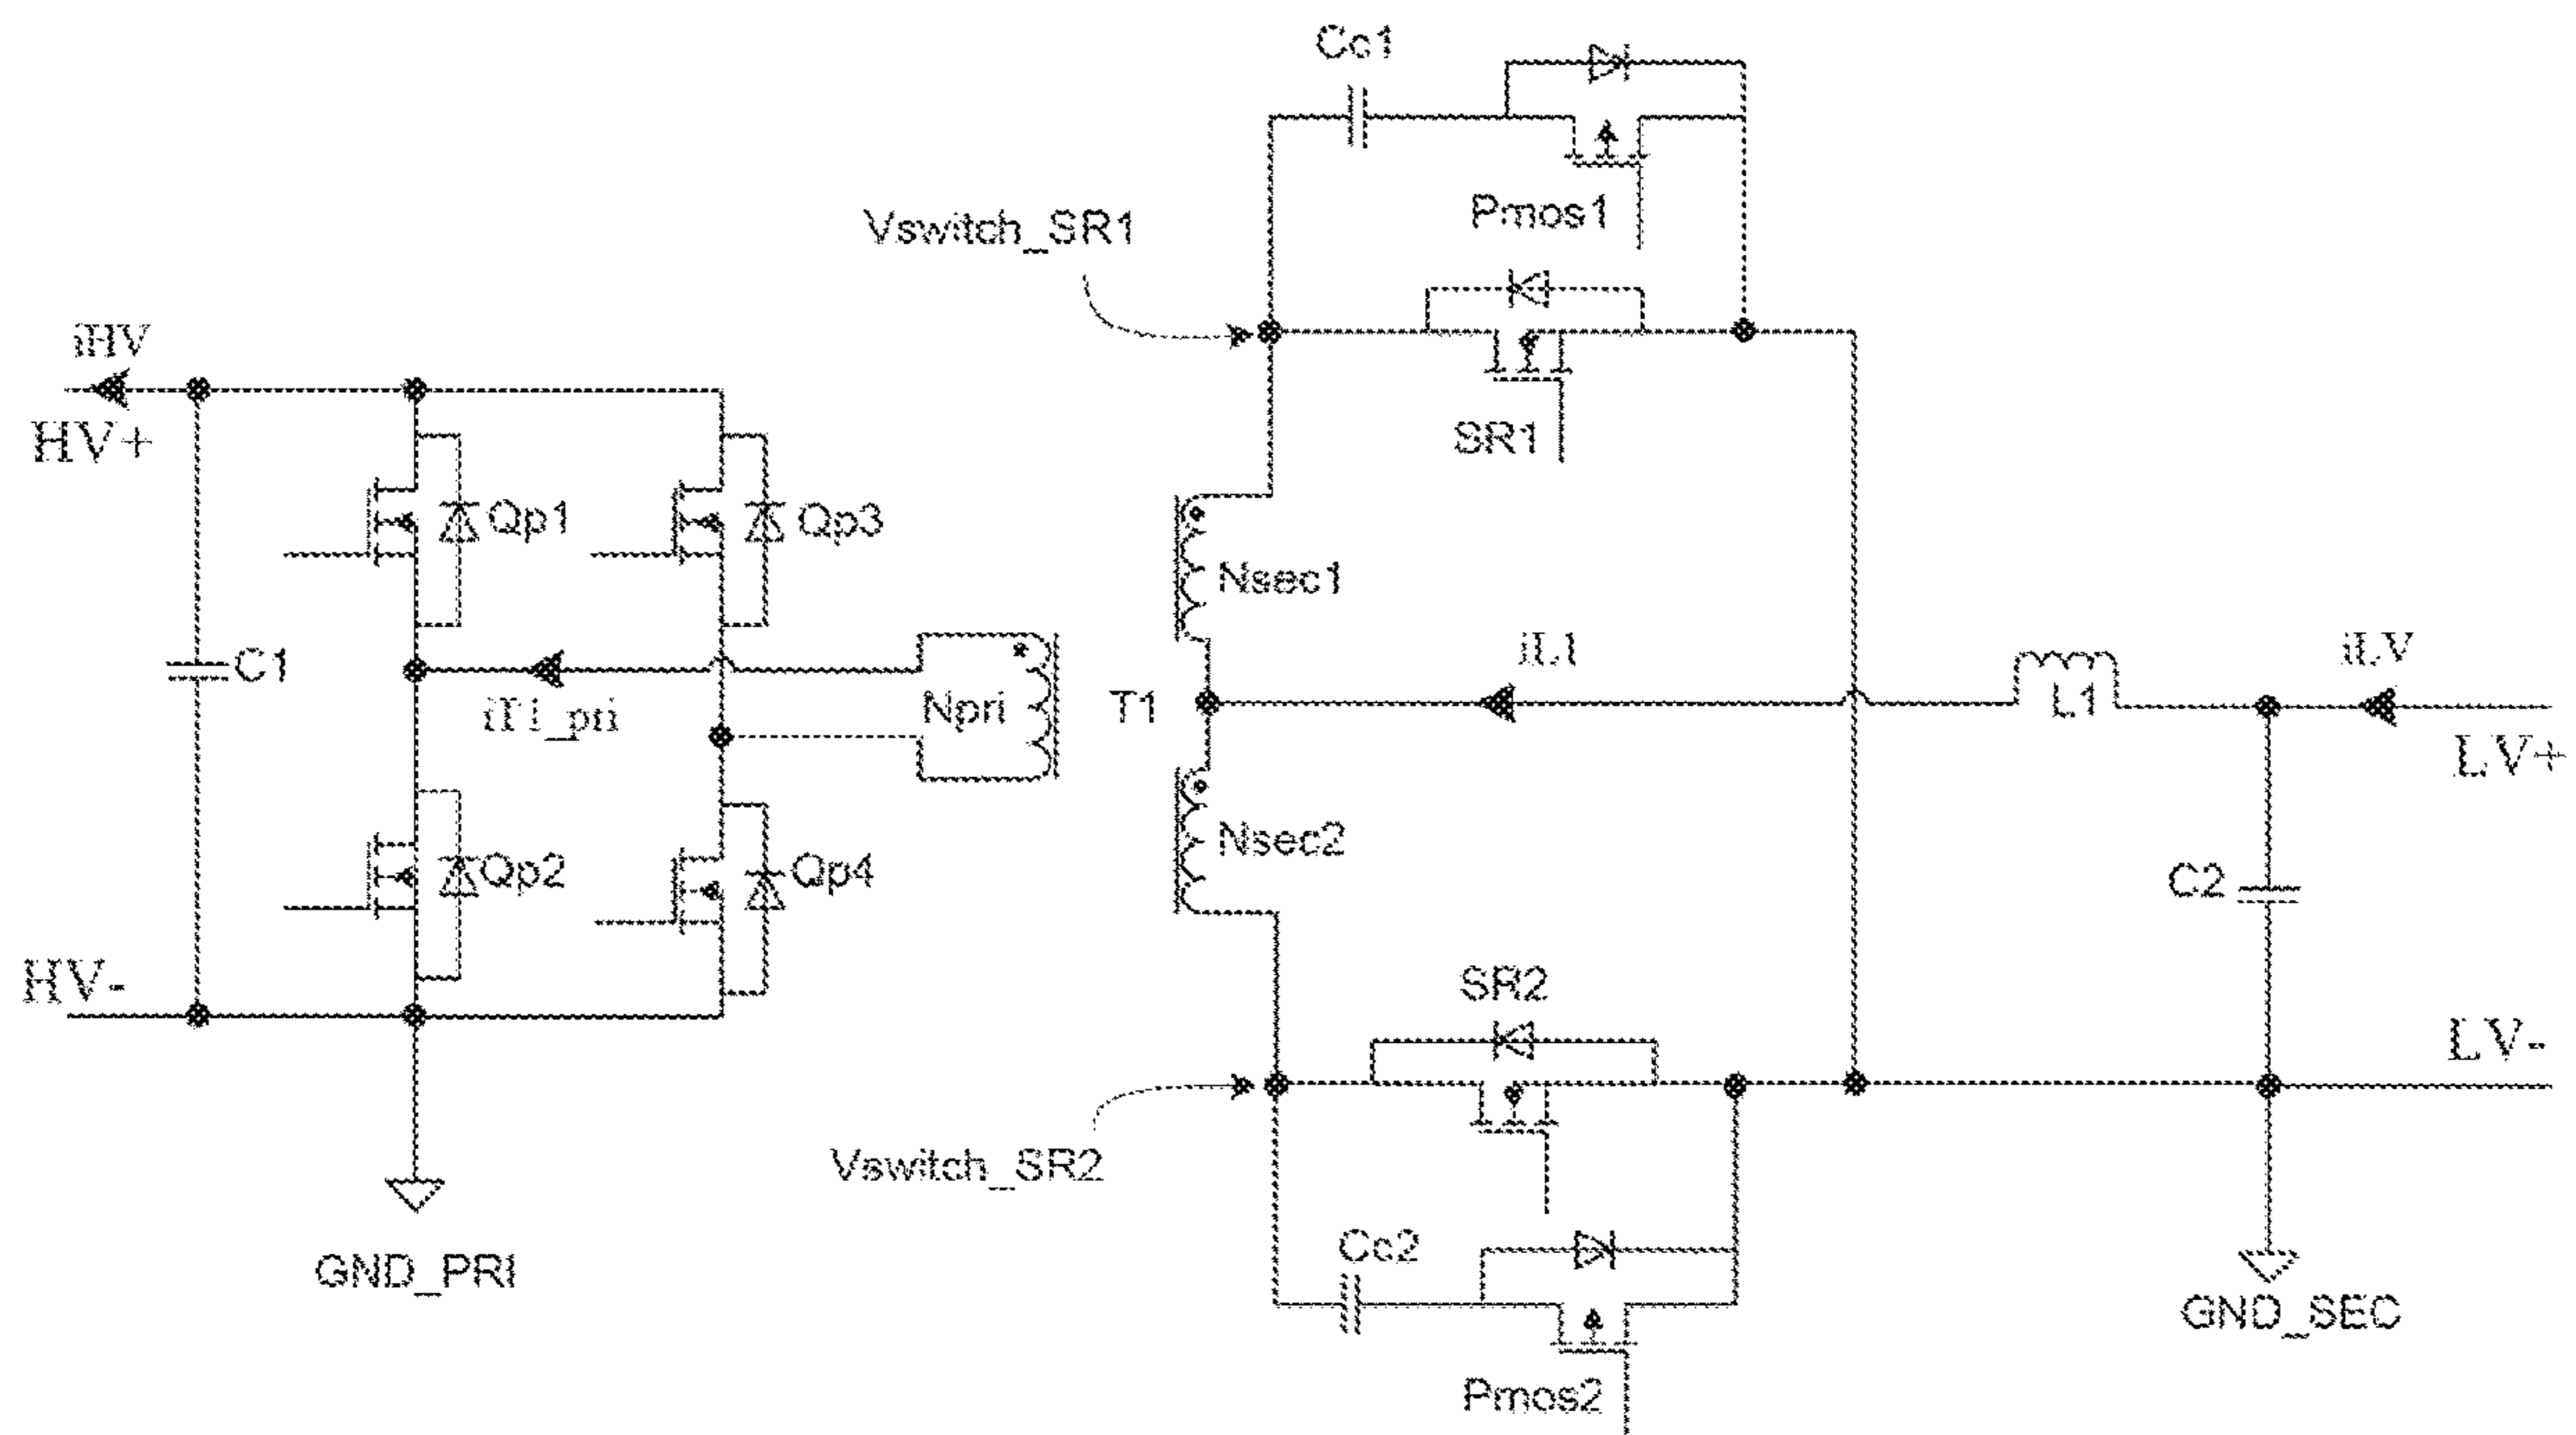 Cc1
Pmos1
Vswitch_SR1
iHV
HV+
SR1
Qp1
Qp3
Nsec1
C1
iT1_pri
Npri
T1
iL1
L1
iLV
LV+
Nsec2
Qp2
Qp4
C2
HV-
SR2
LV-
Vswitch_SR2
Cc2
GND_PRI
GND_SEC
Pmos2